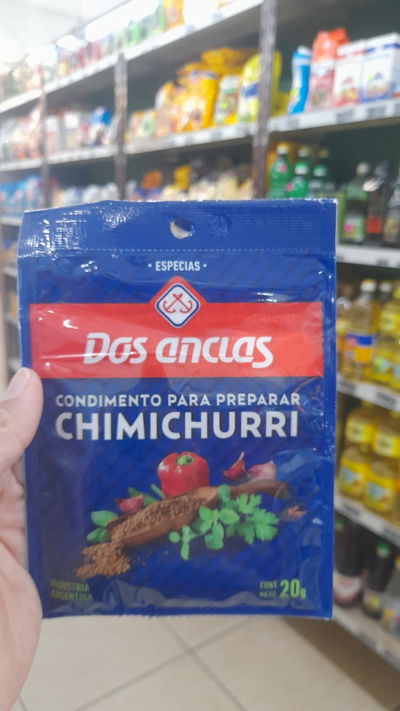 • ESPECIAS •
Dos anclas
CONDIMENTO PARA PREPARAR
CHIMICHURRI
INDUSTRIA
ARGENTINA
CONT.
NETO 20g